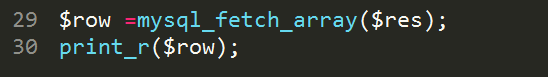 29 $row =mysql_fetch_array($res);
30 print_r($row);